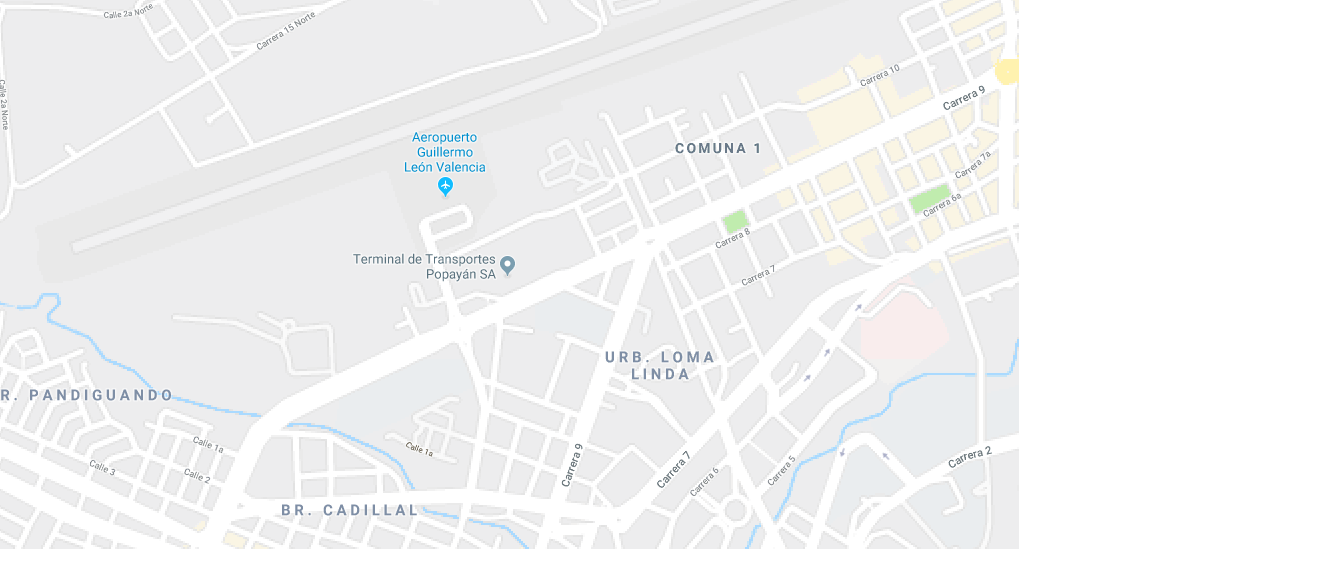 Calle 2a Norte
Carrera 15 Norte
Calle 2a Norte
Carrera 10
Carrera 9
Aeropuerto
Guillermo
León Valencia
COMUNA 1
Carrera 7a
Carrera 6a
Carrera 8
Terminal de Transportes
Popayán SA
Carrera 7
URB. LOMA
LINDA
R. PANDIGUANDO
Calle 1a
Calle 1a
Carrera 9
Carrera 2
Calle 3
Calle 2
Carrera 7
Carrera 6
Carrera 5
BR. CADILLAL